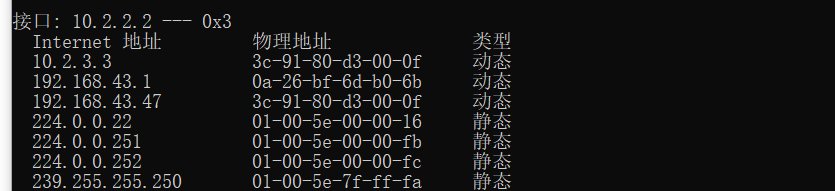 接口: 10.2.2.2 --- 0x3
Internet 地址 物理地址 类型
10.2.3.3 3c-91-80-d3-00-0f 动态
192.168.43.1 0a-26-bf-6d-b0-6b 动态
192.168.43.47 3c-91-80-d3-00-0f 动态
224.0.0.22 01-00-5e-00-00-16 静态
224.0.0.251 01-00-5e-00-00-fb 静态
224.0.0.252 01-00-5e-00-00-fc 静态
239.255.255.250 01-00-5e-7f-ff-fa 静态